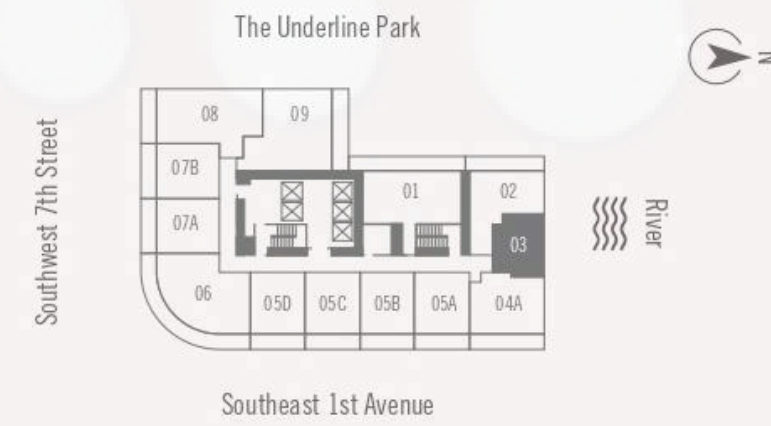 The Underline Park
N
08
09
07B
01
02
Southwest 7th Street
07A
River
03
06
05D
05C
05B
05A
04A
Southeast 1st Avenue